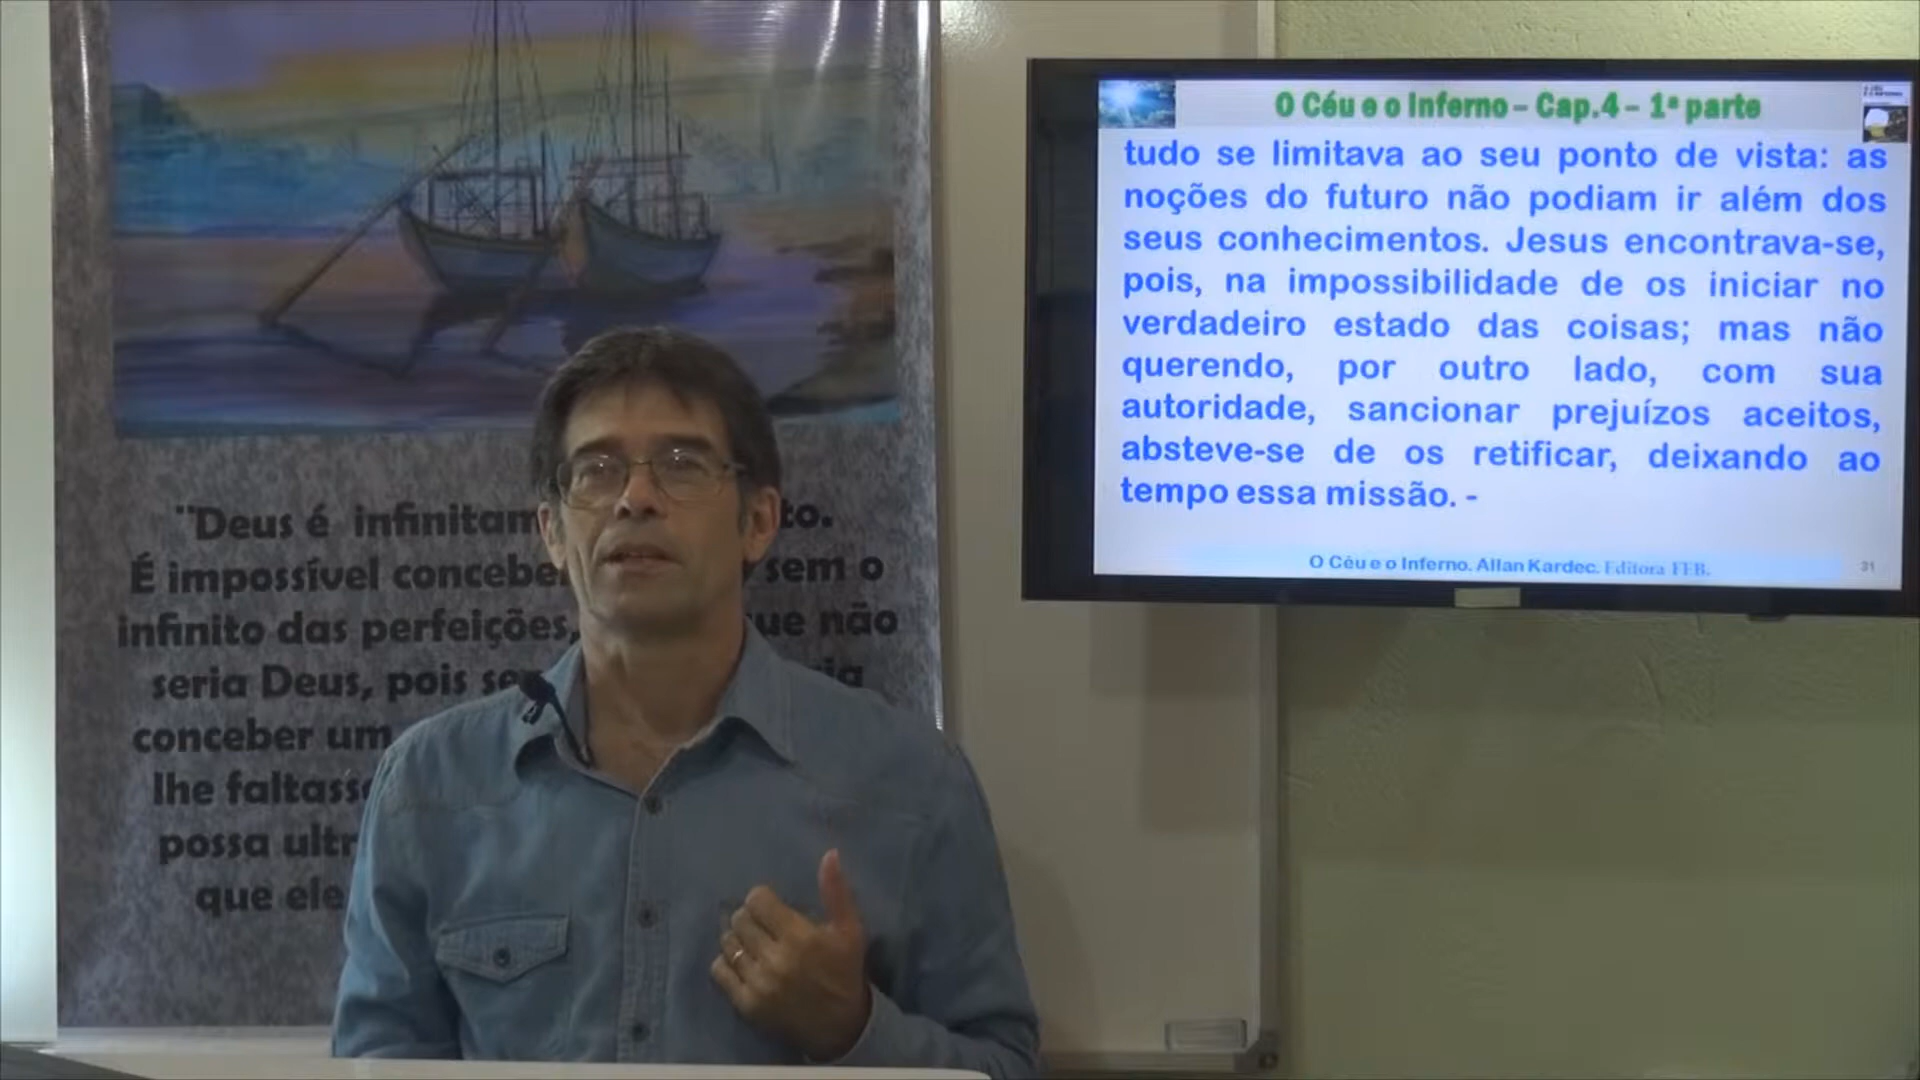 "Deus é infinitam to.
É impossível conceber sem o
infinito das perfeições, ue não
seria Deus, pois se ia
conceber um
lhe faltass
possa ultr
que ele
O Céu e o Inferno – Cap.4 – 1ª parte
tudo se limitava ao seu ponto de vista: as
noções do futuro não podiam ir além dos
seus conhecimentos. Jesus encontrava-se,
pois, na impossibilidade de os iniciar no
verdadeiro estado das coisas; mas não
querendo, por outro lado, com sua
autoridade, sancionar prejuízos aceitos,
absteve-se de os retificar, deixando ao
tempo essa missão. -
O Céu e o Inferno. Allan Kardec. Editora FEB.
31